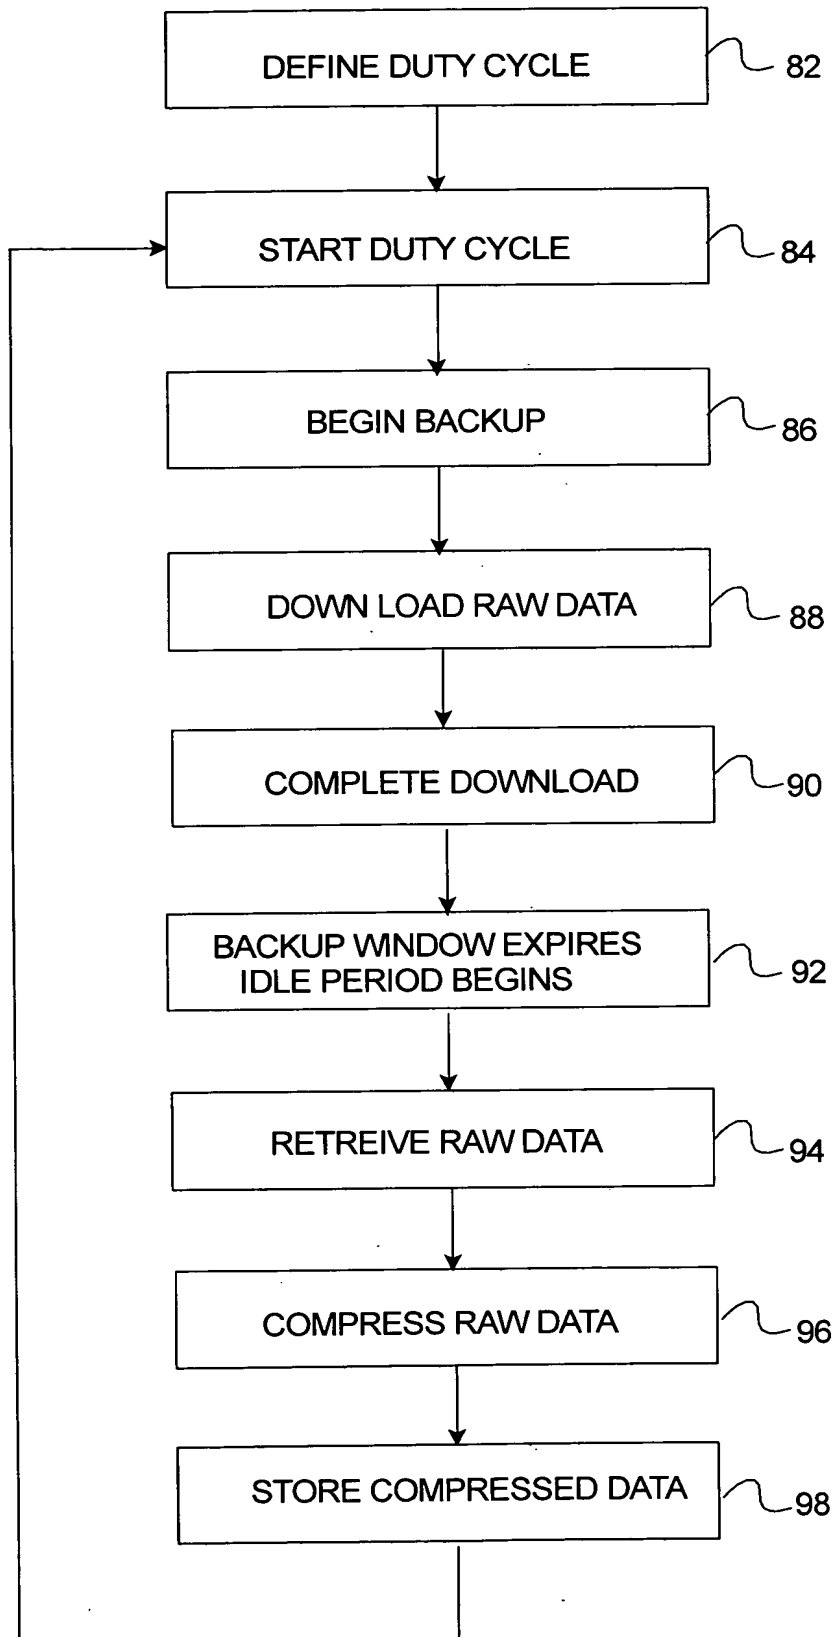 DEFINE DUTY CYCLE
82
START DUTY CYCLE
84
BEGIN BACKUP
86
DOWN LOAD RAW DATA
88
COMPLETE DOWNLOAD
90
BACKUP WINDOW EXPIRES
IDLE PERIOD BEGINS
92
RETREIVE RAW DATA
94
COMPRESS RAW DATA
96
STORE COMPRESSED DATA
98